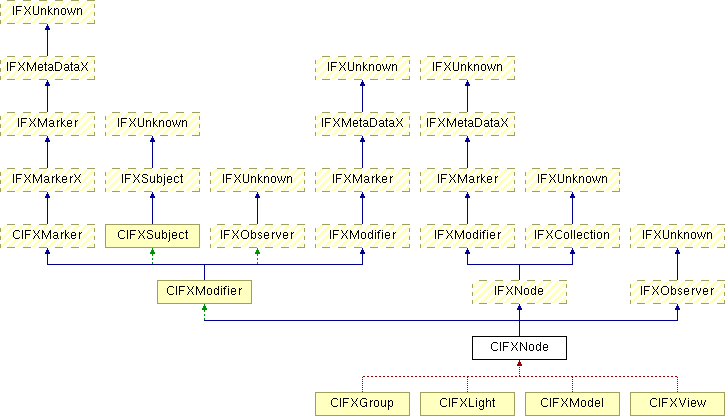 IFXUnknown
IFXMetaDataX IFXUnknown IFXUnknown
IFXMarker IFXUnknown IFXMetaDataX IFXMetaDataX
IFXMarkerX IFXSubject IFXUnknown IFXMarker IFXMarker IFXUnknown
CIFXMarker CIFXSubject IFXObserver IFXModifier IFXModifier IFXCollection IFXUnknown
CIFXModifier IFXNode IFXObserver
CIFXNode
CIFXGroup CIFXLight CIFXModel CIFXView